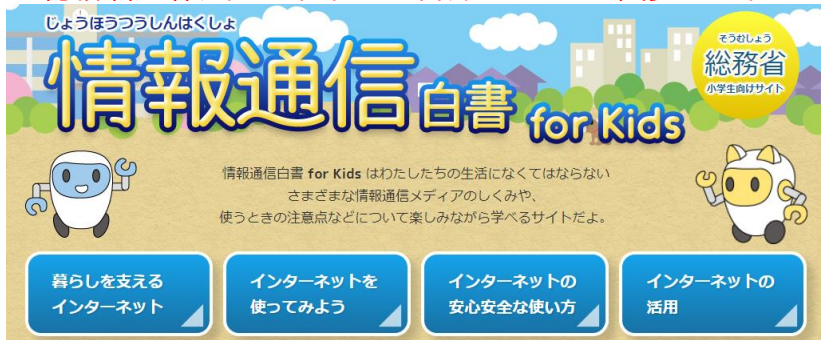 じょうほうつうしんはくしょ
情報通信白書 for Kids
そうむしょう
総務省
小学生向けサイト
情報通信白書 for Kids はわたしたちの生活になくてはならない
さまざまな情報通信メディアのしくみや、
使うときの注意点などについて楽しみながら学べるサイトだよ。
暮らしを支える
インターネット
インターネットを
使ってみよう
インターネットの
安心安全な使い方
インターネットの
活用